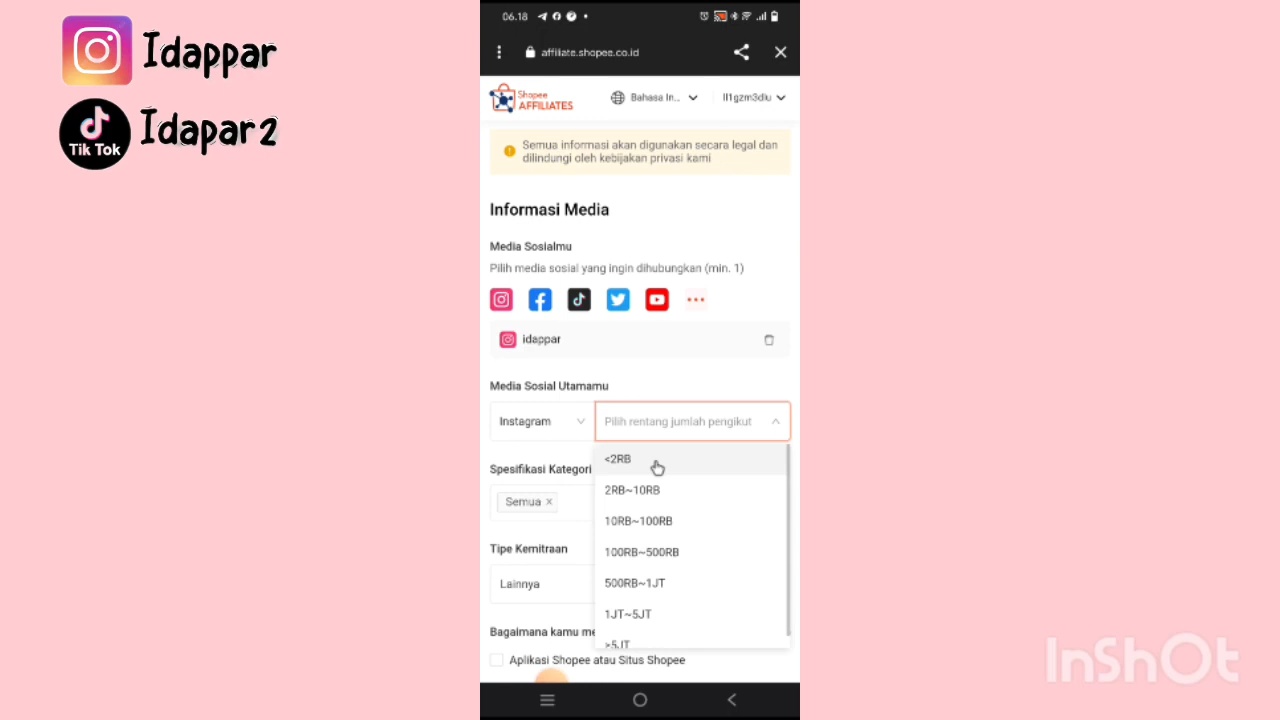 Idappar
Tik Tok
Idapar2
06.18
affiliate.shopee.co.id
Shopee
AFFILIATES
Bahasa In...
ll1gzm3dlu
Semua informasi akan digunakan secara legal dan
dilindungi oleh kebijakan privasi kami
Informasi Media
Media Sosialmu
Pilih media sosial yang ingin dihubungkan (min. 1)
idappar
Media Sosial Utamamu
Instagram
Pilih rentang jumlah pengikut
<2RB
Spesifikasi Kategori
2RB~10RB
Semua
10RB~100RB
Tipe Kemitraan
100RB~500RB
Lainnya
500RB~1JT
1JT~5JT
Bagaimana kamu me
>5JT
Aplikasi Shopee atau Situs Shopee
InShOt